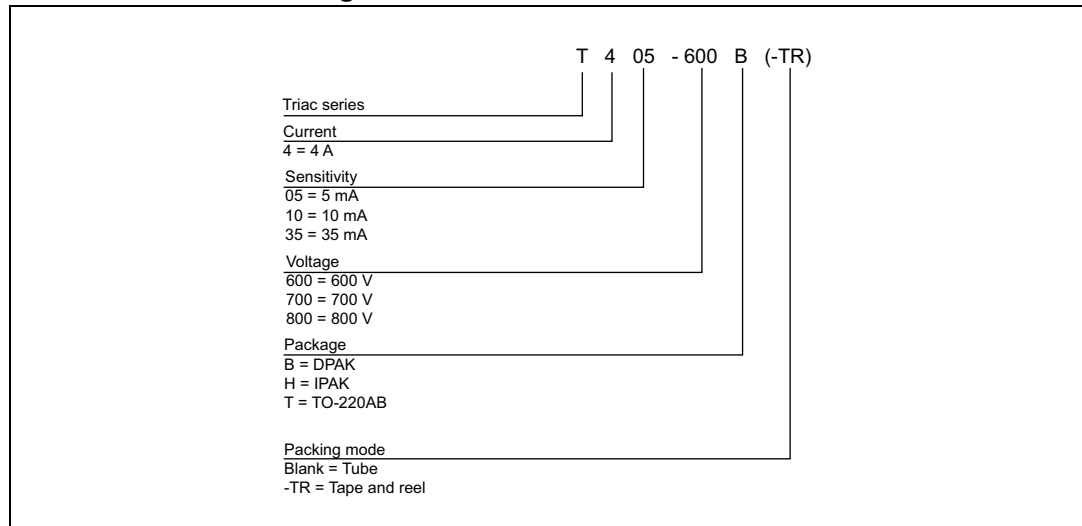 T 4 05 - 600 B (-TR)
Triac series
Current
4 = 4 A
Sensitivity
05 = 5 mA
10 = 10 mA
35 = 35 mA
Voltage
600 = 600 V
700 = 700 V
800 = 800 V
Package
B = DPAK
H = IPAK
T = TO-220AB
Packing mode
Blank = Tube
-TR = Tape and reel